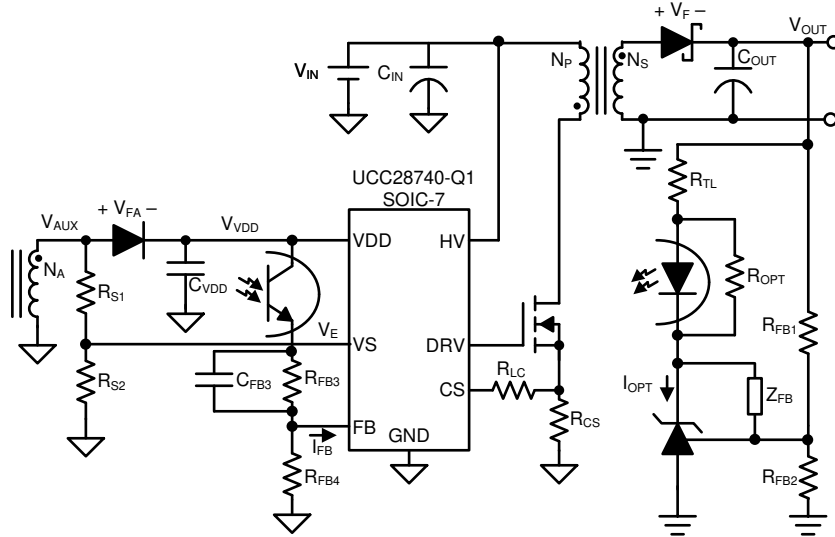 + VF –
VOUT
VIN
CIN
NP
NS
COUT
UCC28740-Q1
SOIC-7
RTL
VAUX
+ VFA –
VVDD
VDD
HV
NA
RS1
CVDD
ROPT
VE
VS
DRV
RFB1
RS2
CFB3
RFB3
RLC
CS
IOPT
ZFB
RCS
FB
GND
IFB
RFB4
RFB2